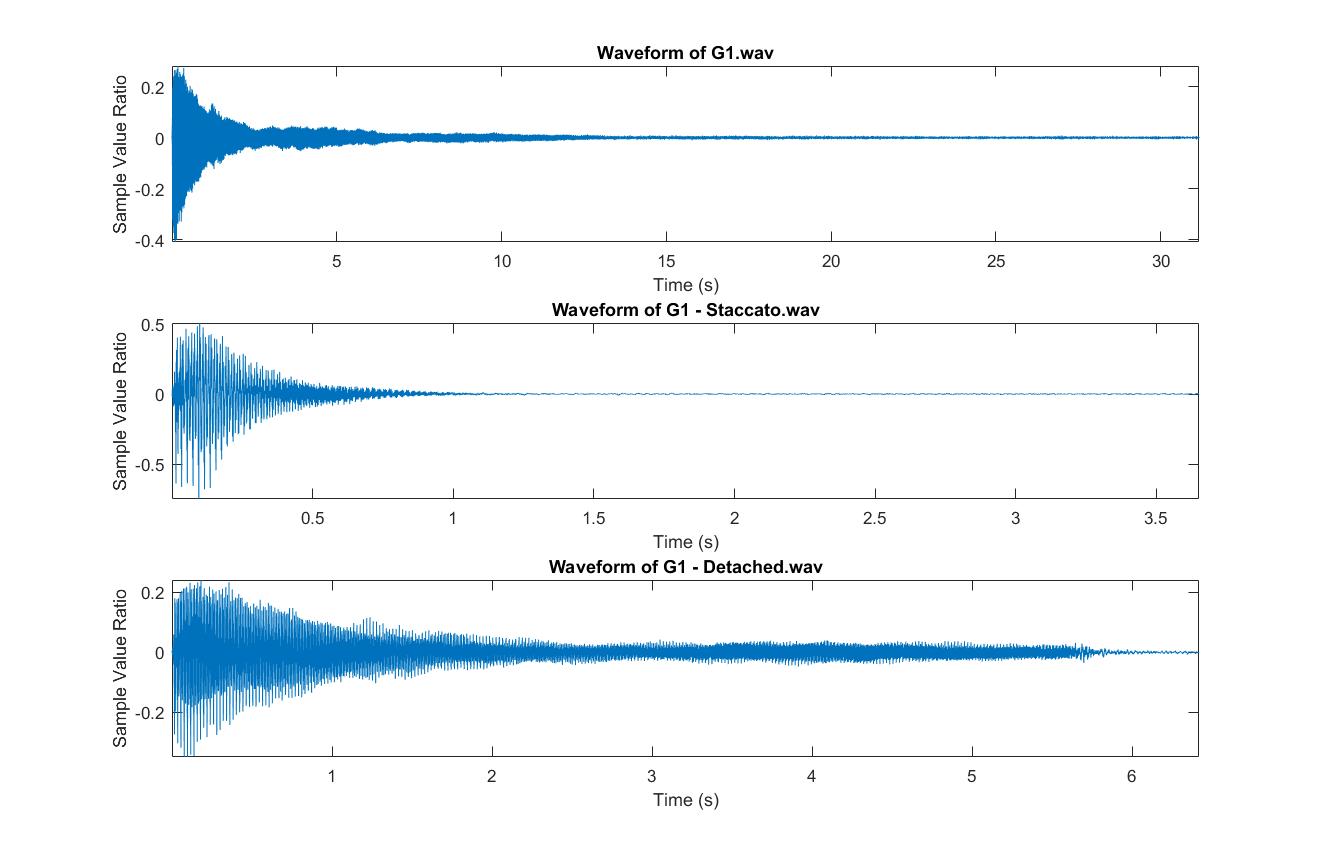 Waveform of G1.wav
Sample Value Ratio
0.2
0
-0.2
-0.4
5 10 15 20 25 30
Time (s)
Waveform of G1 - Staccato.wav
Sample Value Ratio
0.5
0
-0.5
0.5 1 1.5 2 2.5 3 3.5
Time (s)
Waveform of G1 - Detached.wav
Sample Value Ratio
0.2
0
-0.2
1 2 3 4 5 6
Time (s)